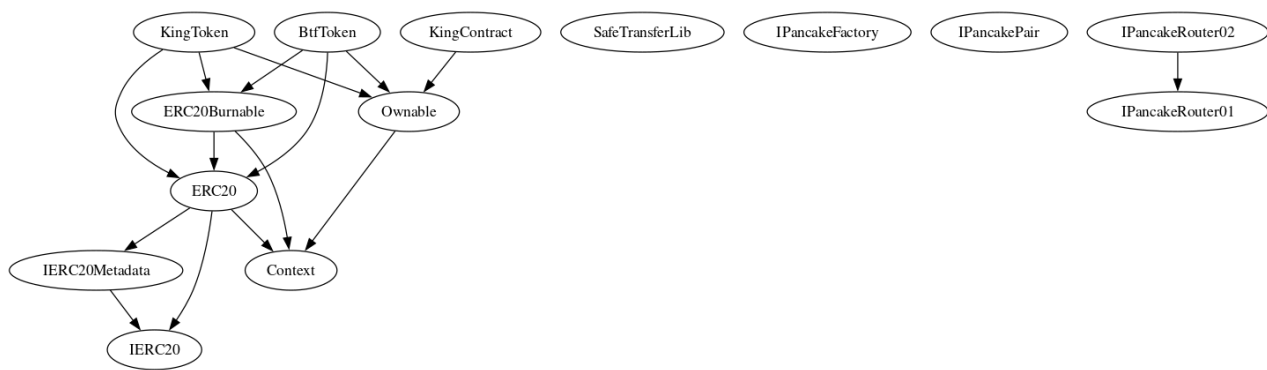 KingToken
BtfToken
KingContract
SafeTransferLib
IPancakeFactory
IPancakePair
IPancakeRouter02
ERC20Burnable
Ownable
IPancakeRouter01
ERC20
IERC20Metadata
Context
IERC20